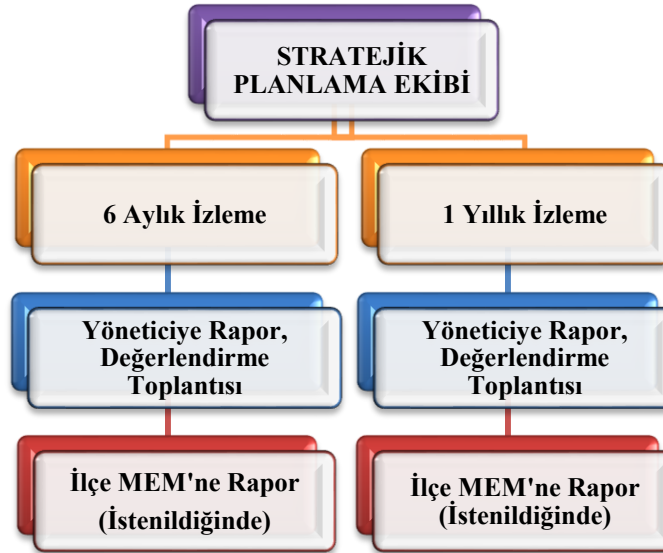 STRATEJİK
PLANLAMA EKİBİ
6 Aylık İzleme
1 Yıllık İzleme
Yöneticiye Rapor,
Değerlendirme
Toplantısı
Yöneticiye Rapor,
Değerlendirme
Toplantısı
İlçe MEM'ne Rapor
(İstenildiğinde)
İlçe MEM'ne Rapor
(İstenildiğinde)